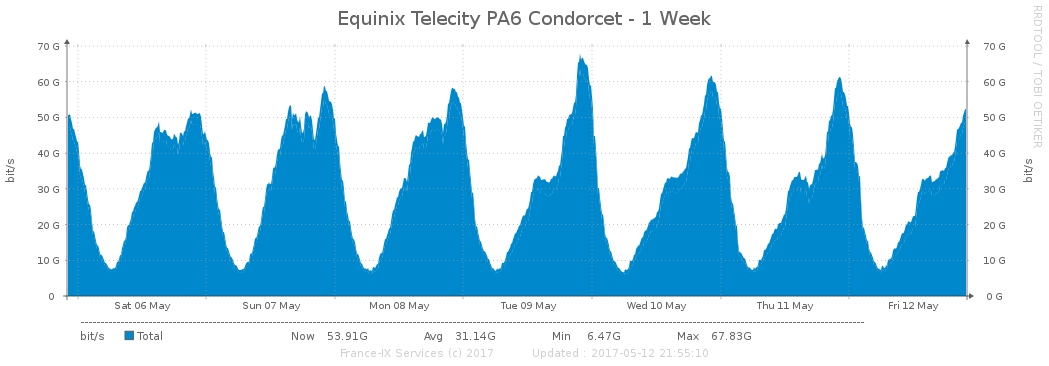 Equinix Telecity PA6 Condorcet - 1 Week
RRDTOOL / TOBI OETIKER
bit/s
70 G 70 G
60 G 60 G
50 G 50 G
40 G 40 G
30 G 30 G
20 G 20 G
10 G 10 G
0 0 G
bit/s
Sat 06 May Sun 07 May Mon 08 May Tue 09 May Wed 10 May Thu 11 May Fri 12 May
bit/s Total Now 53.91G Avg 31.14G Min 6.47G Max 67.83G
France-IX Services (c) 2017 Updated : 2017-05-12 21:55:10